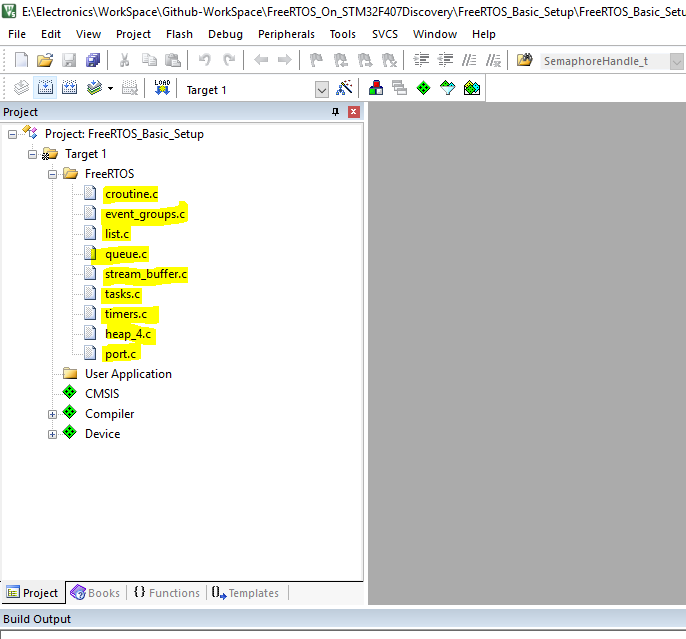 E:\Electronics\WorkSpace\Github-WorkSpace\FreeRTOS_On_STM32F407Discovery\FreeRTOS_Basic_Setup\FreeRTOS_Basic_Setu
File Edit View Project Flash Debug Peripherals Tools SVCS Window Help
SemaphoreHandle_t
LOAD Target 1
Project
Project: FreeRTOS_Basic_Setup
Target 1
FreeRTOS
croutine.c
event_groups.c
list.c
queue.c
stream_buffer.c
tasks.c
timers.c
heap_4.c
port.c
User Application
CMSIS
Compiler
Device
Project Books {} Functions 0 Templates
Build Output